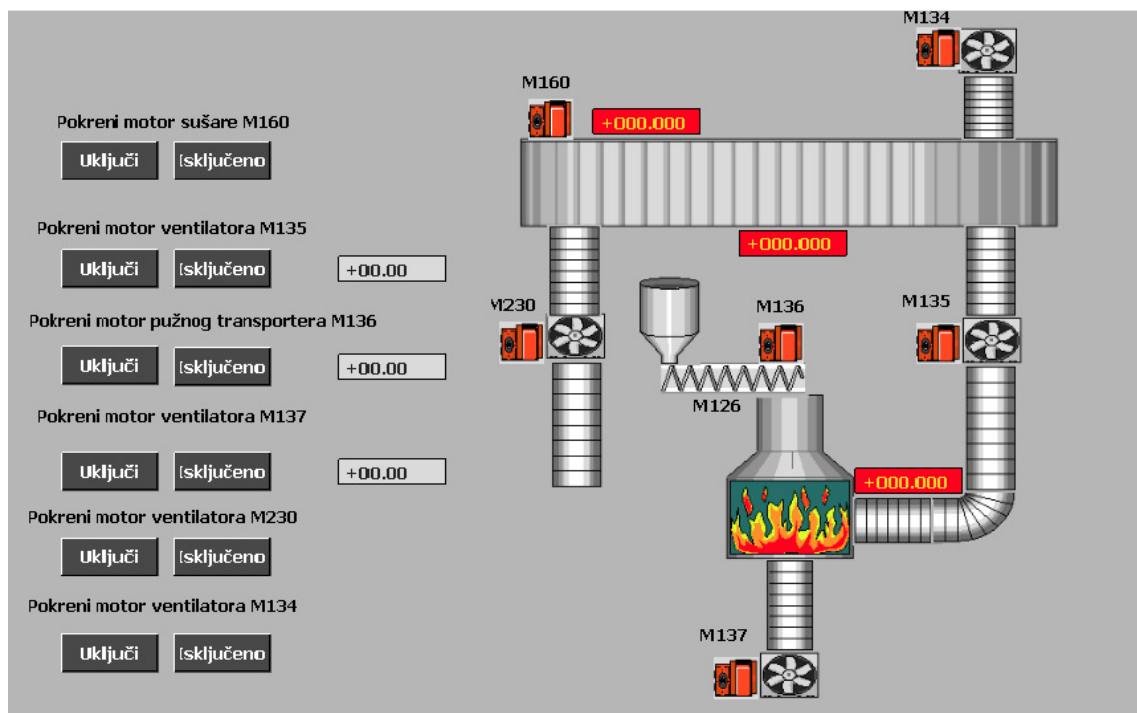 Pokreni motor sušare M160
Uključi Isključeno
Pokreni motor ventilatora M135
Uključi Isključeno +00.00
Pokreni motor pužnog transportera M136
Uključi Isključeno +00.00
Pokreni motor ventilatora M137
Uključi Isključeno +00.00
Pokreni motor ventilatora M230
Uključi Isključeno
Pokreni motor ventilatora M134
Uključi Isključeno
M134
M160
+000.000
+000.000
M230
M136
M135
M126
+000.000
M137